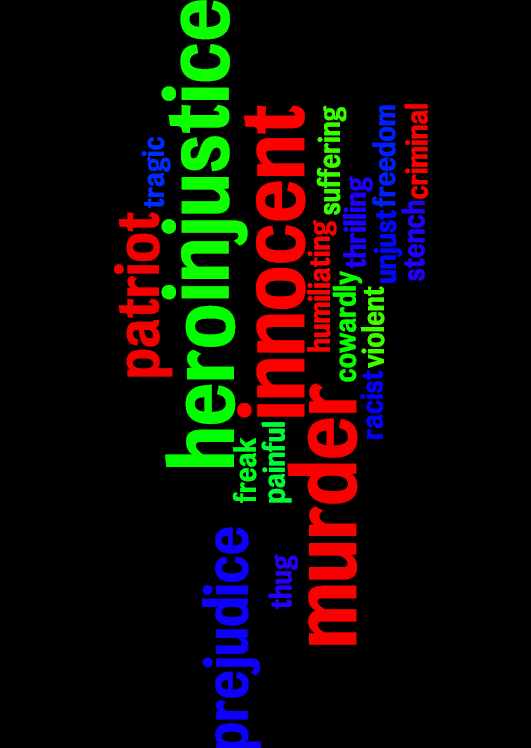 tragic
patriot
hero
injustice
innocent
suffering
thrilling
freedom
unjust
criminal
stench
humiliating
cowardly
violent
racist
murder
freak
painful
thug
prejudice